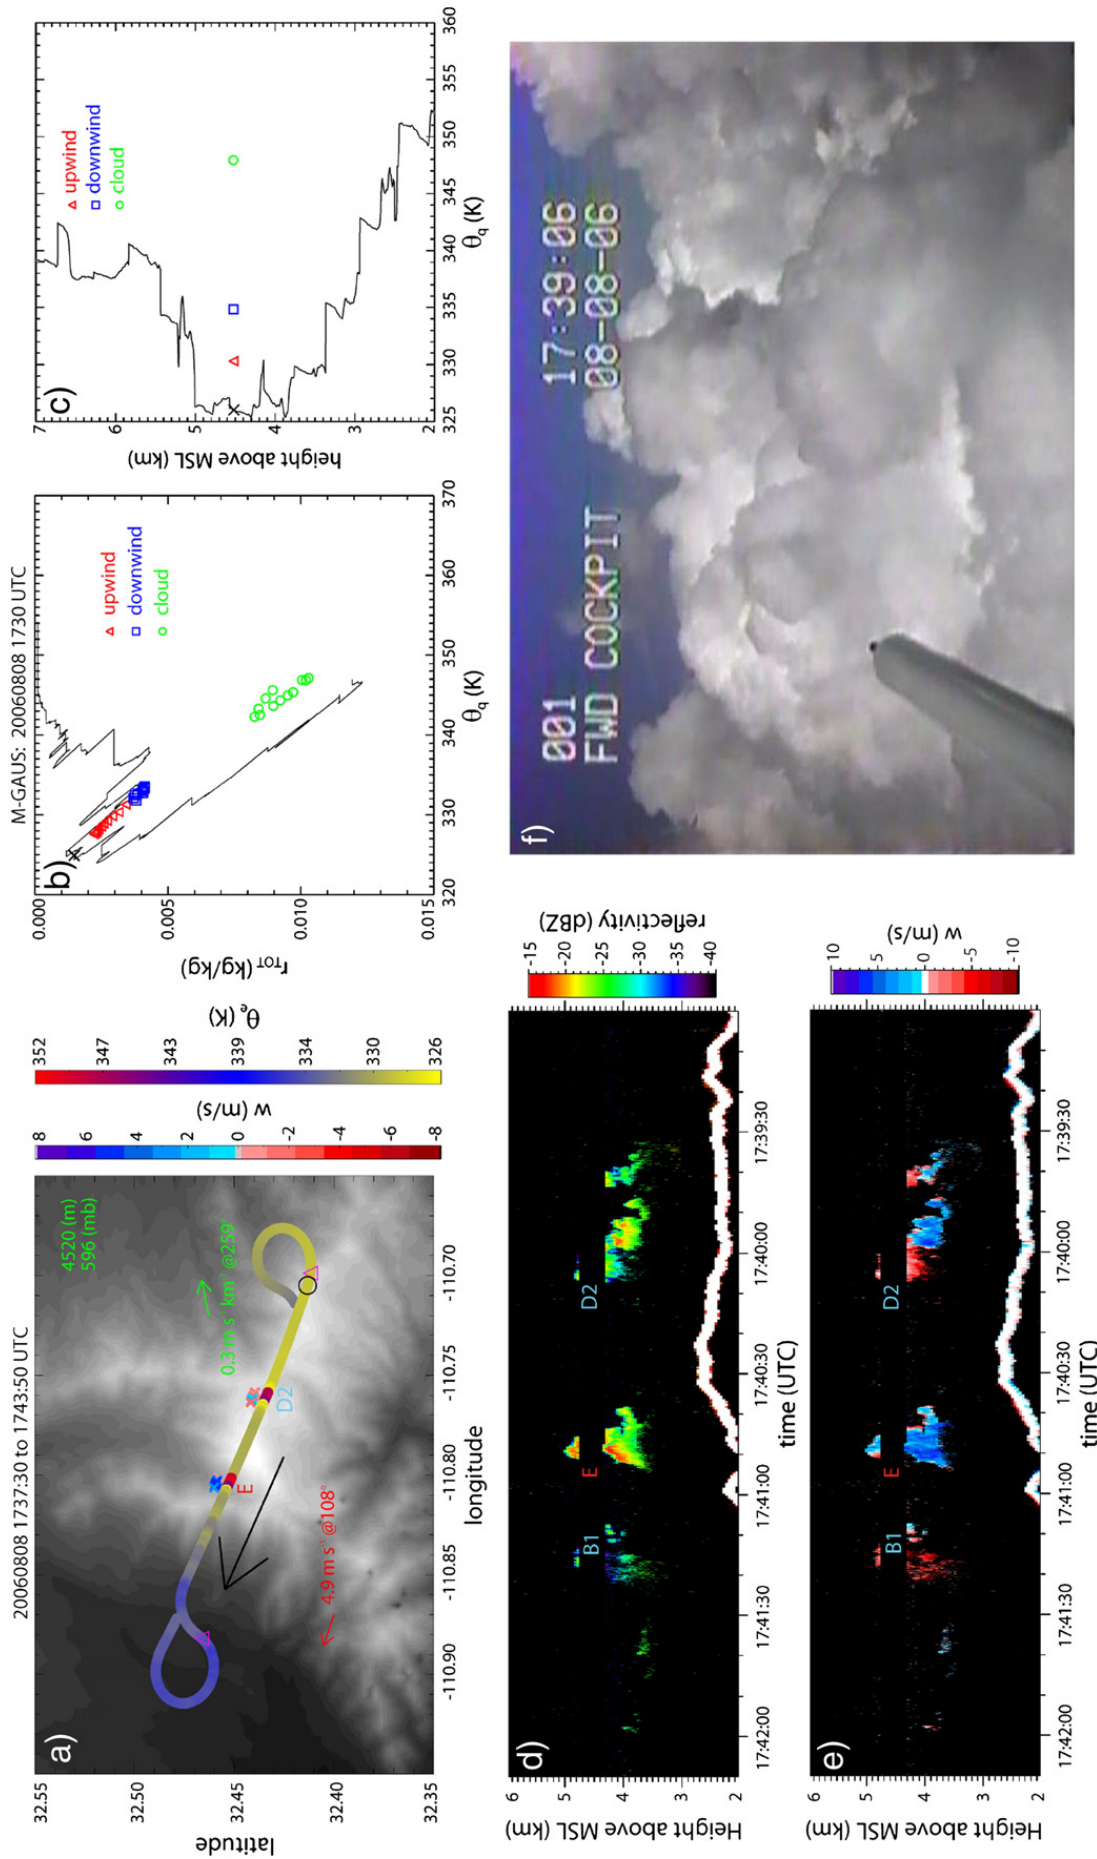 20060808 1737:30 to 1743:50 UTC
a)
4520 (m)
596 (mb)
0.3 m s⁻¹ km⁻¹ @259°
4.9 m s⁻¹ @108°
D2
E
32.55
32.50
32.45
32.40
32.35
latitude
-110.90
-110.85
-110.80
-110.75
-110.70
longitude
8
6
4
2
0
-2
-4
-6
-8
w (m/s)
352
347
343
339
334
330
326
θe (K)
M-GAUS: 20060808 1730 UTC
b)
upwind
downwind
cloud
0.000
0.005
0.010
0.015
rTOT (kg/kg)
320
330
340
350
360
370
θq (K)
c)
upwind
downwind
cloud
7
6
5
4
3
2
height above MSL (km)
325
330
335
340
345
350
355
360
θq (K)
d)
B1
E
D2
6
5
4
3
2
Height above MSL (km)
17:42:00
17:41:30
17:41:00
17:40:30
17:40:00
17:39:30
time (UTC)
-15
-20
-25
-30
-35
-40
reflectivity (dBZ)
e)
B1
E
D2
6
5
4
3
2
Height above MSL (km)
17:42:00
17:41:30
17:41:00
17:40:30
17:40:00
17:39:30
time (UTC)
10
5
0
-5
-10
w (m/s)
f)
001 17:39:06
FWD COCKPIT 08-08-06